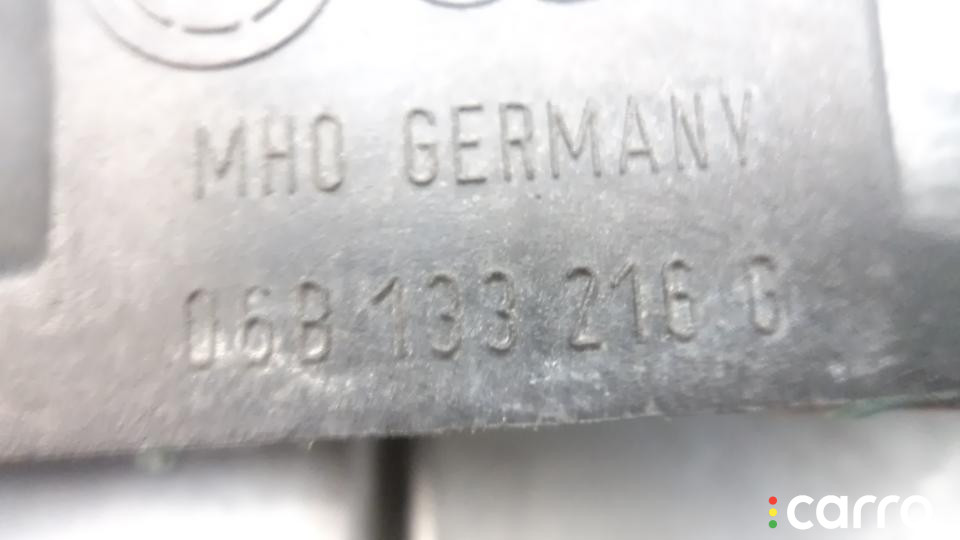 MHO GERMANY
06B 133 216 G
carro